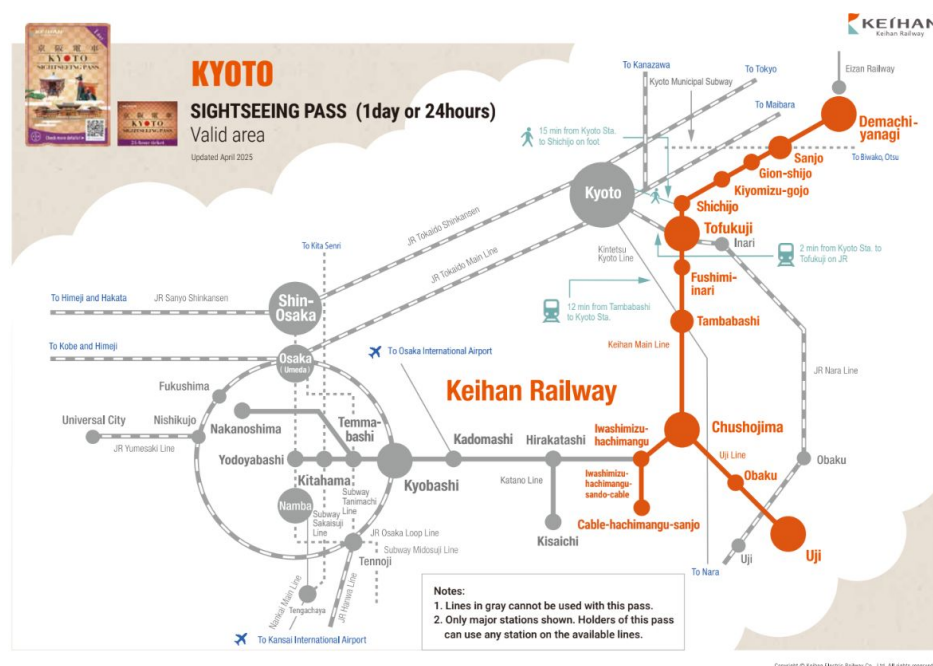 KEIHAN
Keihan Railway
京阪電車
KYOTO
SIGHTSEEING PASS
KYOTO
SIGHTSEEING PASS
KYOTO
SIGHTSEEING PASS (1day or 24hours)
Valid area
Updated April 2025
To Kanazawa
To Tokyo
Kyoto Municipal Subway
Eizan Railway
To Maibara
15 min from Kyoto Sta.
to Shichijo on foot
Demachi-
yanagi
Sanjo
To Biwako, Otsu
Gion-shijo
Kiyomizu-gojo
Kyoto
Shichijo
Tofukuji
Inari
JR Tokaido Shinkansen
To Kita Senri
Kintetsu
Kyoto Line
2 min from Kyoto Sta. to
Tofukuji on JR
JR Tokaido Main Line
Fushimi-
inari
To Himeji and Hakata
JR Sanyo Shinkansen
Shin-
Osaka
12 min from Tambabashi
to Kyoto Sta.
Tambabashi
Keihan Main Line
To Kobe and Himeji
Osaka
(Umeda)
To Osaka International Airport
JR Nara Line
Fukushima
Keihan Railway
Universal City
Nishikujo
Nakanoshima
Temma-
bashi
Kadomashi
Hirakatashi
Iwashimizu-
hachimangu
Chushojima
JR Yumesaki Line
Yodoyabashi
Kitahama
Kyobashi
Katano Line
Iwashimizu-
hachimangu-
sando-cable
Uji Line
Obaku
Obaku
Namba
Subway
Sakaisuji
Line
Subway
Tanimachi
Line
Cable-hachimangu-sanjo
JR Osaka Loop Line
Kisaichi
Subway Midosuji Line
Uji
Uji
Tennoji
To Nara
Nankai Main Line
JR Hanwa Line
Tengachaya
To Kansai International Airport
Notes:
1. Lines in gray cannot be used with this pass.
2. Only major stations shown. Holders of this pass
can use any station on the available lines.